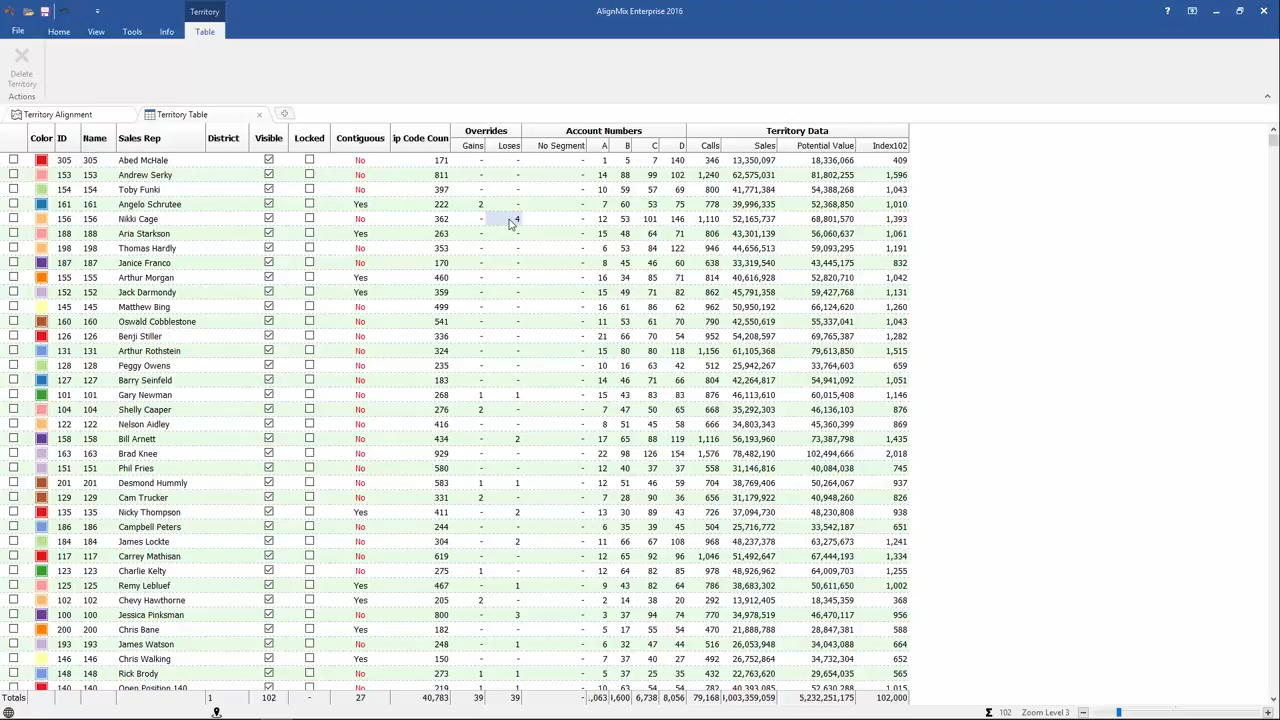 Territory
AlignMix Enterprise 2016
File Home View Tools Info Table
Delete
Territory
Actions
Territory Alignment Territory Table
Overrides Account Numbers Territory Data
Color ID Name Sales Rep District Visible Locked Contiguous ip Code Coun
Gains Loses No Segment A B C D Calls Sales Potential Value Index102
305 305 Abed McHale No 171 - - - 1 5 7 140 346 13,350,097 18,336,066 409
153 153 Andrew Serky No 811 - - - 14 88 99 102 1,240 62,575,031 81,802,255 1,596
154 154 Toby Funki No 397 - - - 10 59 57 69 800 41,771,384 54,388,268 1,043
161 161 Angelo Schrutee Yes 222 2 - - 7 60 53 75 778 39,996,335 52,368,850 1,010
156 156 Nikki Cage No 362 - 4 - 12 53 101 146 1,110 52,165,737 68,801,570 1,393
188 188 Aria Starkson Yes 263 - - - 15 48 64 71 806 43,301,139 56,060,637 1,061
198 198 Thomas Hardly No 353 - - - 6 53 84 122 946 44,656,514 59,093,295 1,191
187 187 Janice Franco No 170 - - - 8 45 46 60 638 33,319,540 43,445,175 832
155 155 Arthur Morgan Yes 460 - - - 16 34 85 71 814 40,616,928 52,820,710 1,042
152 152 Jack Darmondy Yes 359 - - - 15 49 71 82 862 45,791,358 59,427,768 1,131
145 145 Matthew Bing No 499 - - - 16 61 86 62 962 50,950,192 66,124,620 1,260
160 160 Oswald Cobblestone No 541 - - - 11 53 61 70 790 42,550,619 55,337,041 1,043
126 126 Benji Stiller No 336 - - - 21 66 70 54 952 54,208,597 69,765,387 1,282
131 131 Arthur Rothstein No 324 - - - 15 80 80 118 1,156 61,105,368 79,613,850 1,515
128 128 Peggy Owens No 235 - - - 10 16 63 42 512 25,942,267 33,764,603 659
127 127 Barry Seinfeld No 183 - - - 14 46 71 66 804 42,264,817 54,941,092 1,051
101 101 Gary Newman No 268 1 1 - 15 43 83 83 876 46,113,610 60,015,408 1,146
104 104 Shelly Caaper No 276 2 - - 7 47 50 65 668 35,292,303 46,136,103 876
122 122 Nelson Aidley No 416 - - - 8 51 45 58 666 34,803,343 45,360,399 869
158 158 Bill Arnett No 434 - 2 - 17 65 88 119 1,110 56,193,960 73,387,798 1,435
163 163 Brad Knee No 929 - - - 22 98 126 154 1,576 78,482,190 102,494,666 2,018
151 151 Phil Fries No 580 - - - 12 40 37 37 558 31,146,816 40,084,038 745
201 201 Desmond Hummly No 583 1 1 - 12 51 46 59 704 38,769,406 50,264,067 937
129 129 Cam Trucker No 331 2 - - 7 28 90 36 656 31,179,922 40,948,260 826
135 135 Nicky Thompson Yes 411 - 2 - 13 30 89 43 726 37,094,730 48,230,808 938
186 186 Campbell Peters No 244 - - - 6 35 39 45 504 25,716,772 33,542,187 651
184 184 James Lockte No 304 - 2 - 11 66 67 108 968 48,237,378 63,275,673 1,241
117 117 Carrey Mathisan No 619 - - - 12 65 92 96 1,046 51,492,647 67,444,193 1,334
123 123 Charlie Kelty No 275 1 - - 12 64 82 85 978 48,926,962 64,009,703 1,255
125 125 Remy Lebluef Yes 467 - 1 - 9 43 82 64 786 38,683,302 50,611,650 1,002
102 102 Chevy Hawthorne Yes 205 2 - - 2 14 38 20 292 13,912,405 18,345,359 368
100 100 Jessica Pinksman No 800 - 3 - 3 37 94 74 770 34,978,519 46,470,117 956
200 200 Chris Bane Yes 182 - - - 5 17 55 54 470 21,888,788 28,847,381 588
193 193 James Watson No 248 - 1 - 6 32 47 44 516 26,053,948 34,043,088 664
146 146 Chris Walking Yes 150 - - - 7 37 40 27 492 26,752,864 34,732,304 652
148 148 Rick Brody No 273 1 1 - 5 37 25 35 432 22,767,620 29,654,035 565
140 140 Open Position 140 No 219 1 1 - 10 63 54 54 782 40,393,085 52,630,288 1,015
Totals 1 102 - 27 40,783 39 39 - ,063 ,600 6,738 8,056 79,168 ,003,359,059 5,232,251,175 102,000
Σ 102 Zoom Level 3